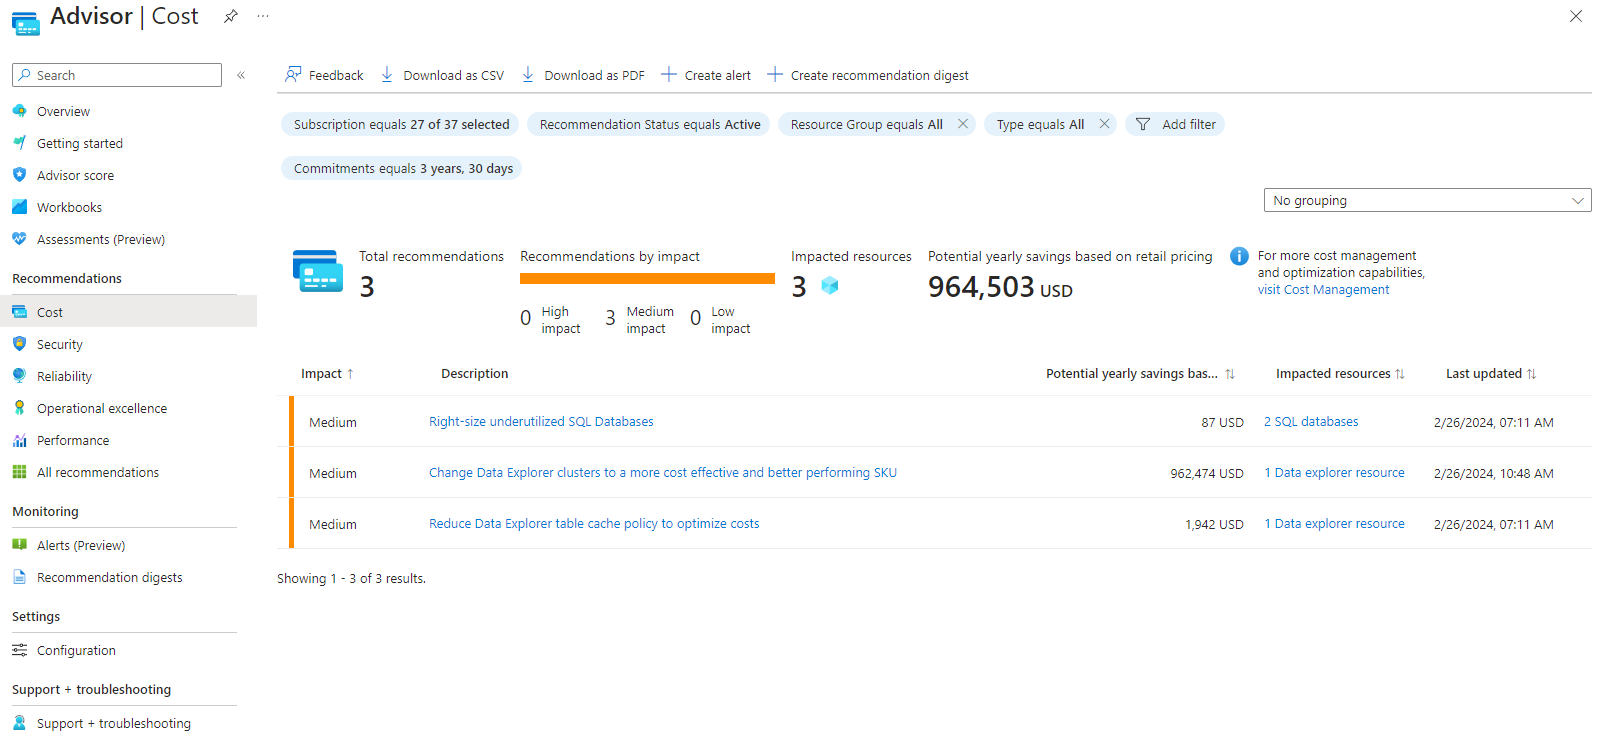 Advisor | Cost
Search
Overview
Getting started
Advisor score
Workbooks
Assessments (Preview)
Recommendations
Cost
Security
Reliability
Operational excellence
Performance
All recommendations
Monitoring
Alerts (Preview)
Recommendation digests
Settings
Configuration
Support + troubleshooting
Support + troubleshooting
Feedback Download as CSV Download as PDF Create alert Create recommendation digest
Subscription equals 27 of 37 selected Recommendation Status equals Active Resource Group equals All Type equals All Add filter
Commitments equals 3 years, 30 days
No grouping
Total recommendations
3
Recommendations by impact
0 High impact 3 Medium impact 0 Low impact
Impacted resources
3
Potential yearly savings based on retail pricing
964,503 USD
For more cost management
and optimization capabilities,
visit Cost Management
Impact Description Potential yearly savings bas... Impacted resources Last updated
Medium Right-size underutilized SQL Databases 87 USD 2 SQL databases 2/26/2024, 07:11 AM
Medium Change Data Explorer clusters to a more cost effective and better performing SKU 962,474 USD 1 Data explorer resource 2/26/2024, 10:48 AM
Medium Reduce Data Explorer table cache policy to optimize costs 1,942 USD 1 Data explorer resource 2/26/2024, 07:11 AM
Showing 1 - 3 of 3 results.